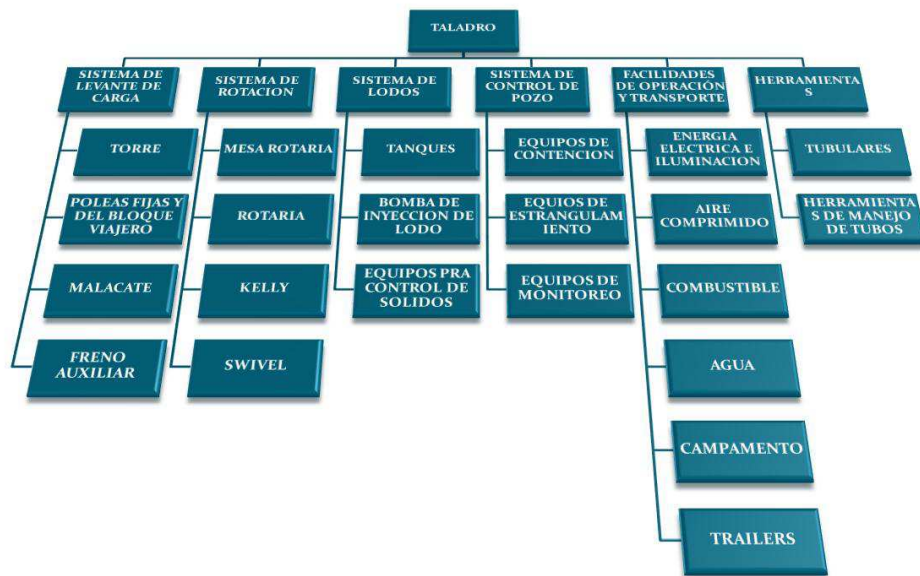 TALADRO
SISTEMA DE
LEVANTE DE
CARGA
SISTEMA DE
ROTACION
SISTEMA DE
LODOS
SISTEMA DE
CONTROL DE
POZO
FACILIDADES
DE OPERACIÓN
Y TRANSPORTE
HERRAMIENTA
S
TORRE
POLEAS FIJAS Y
DEL BLOQUE
VIAJERO
MALACATE
FRENO
AUXILIAR
MESA ROTARIA
ROTARIA
KELLY
SWIVEL
TANQUES
BOMBA DE
INYECCION DE
LODO
EQUIPOS PRA
CONTROL DE
SOLIDOS
EQUIPOS DE
CONTENCION
EQUIOS DE
ESTRANGULAM
IENTO
EQUIPOS DE
MONITOREO
ENERGIA
ELECTRICA E
ILUMINACION
AIRE
COMPRIMIDO
COMBUSTIBLE
AGUA
CAMPAMENTO
TRAILERS
TUBULARES
HERRAMIENTA
S DE MANEJO
DE TUBOS